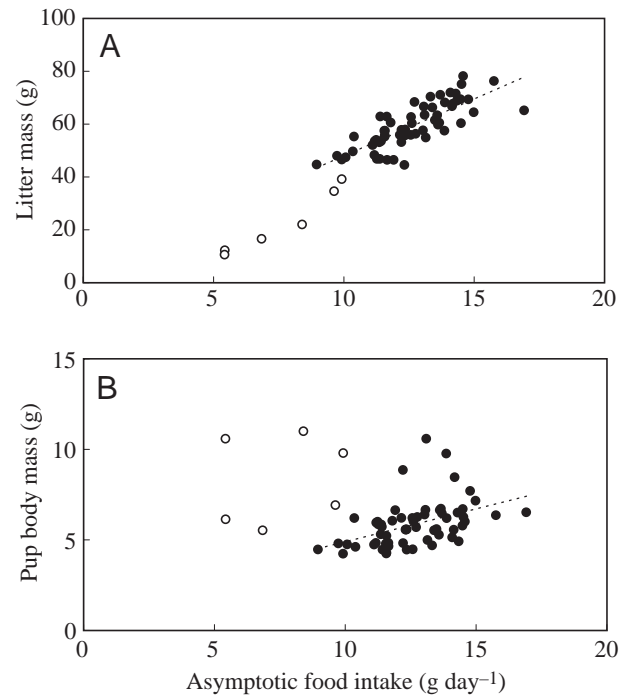 A
Litter mass (g)
100
80
60
40
20
0
0 5 10 15 20
B
Pup body mass (g)
15
10
5
0
0 5 10 15 20
Asymptotic food intake (g day–1)